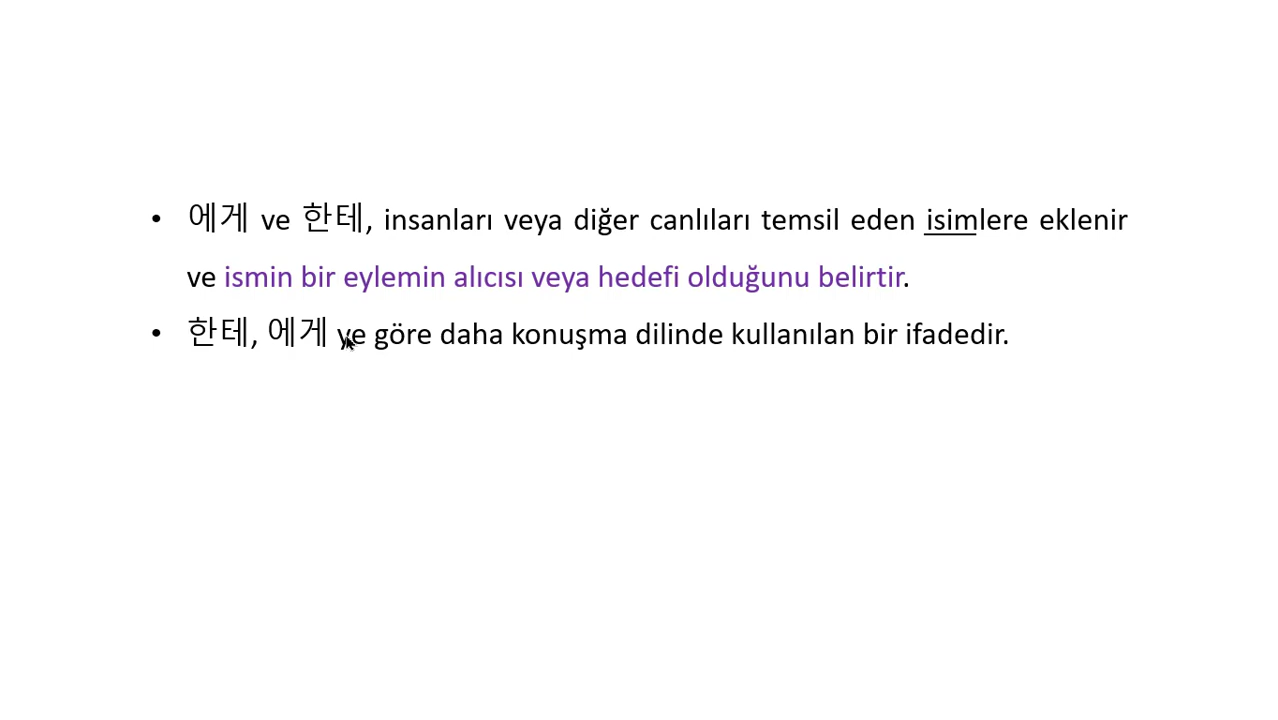 • 에게 ve 한테, insanları veya diğer canlıları temsil eden isimlere eklenir
ve ismin bir eylemin alıcısı veya hedefi olduğunu belirtir.
• 한테, 에게 ye göre daha konuşma dilinde kullanılan bir ifadedir.